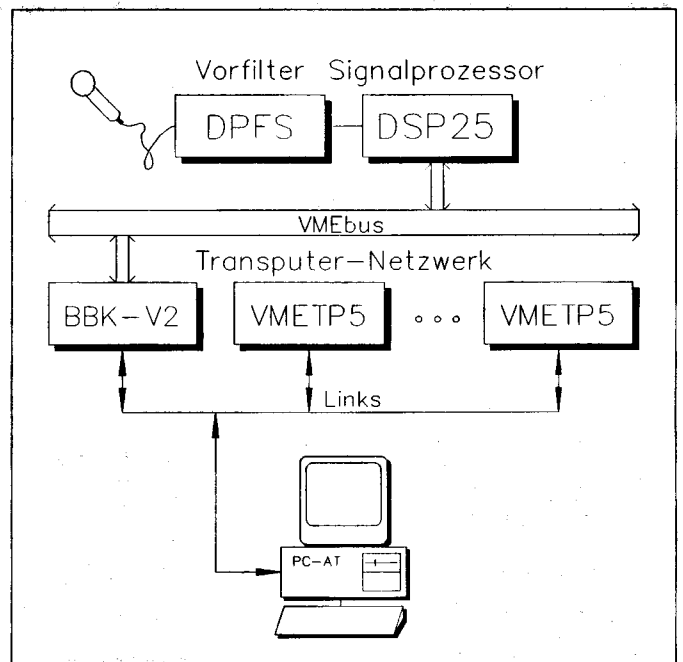 Vorfilter Signalprozessor
DPFS DSP25
VMEbus
Transputer-Netzwerk
BBK-V2 VMETP5 VMETP5
Links
PC-AT